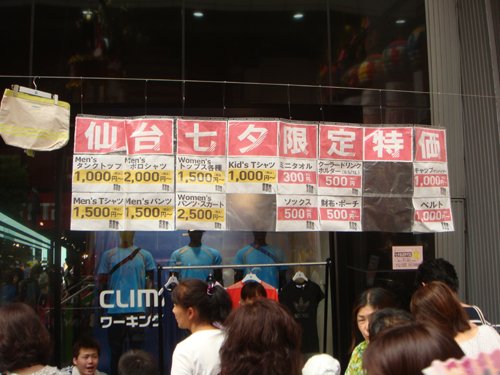 仙台七夕限定特価
Men's タンクトップ 1,000円~
Men's ポロシャツ 2,000円~
Women's トップス各種 1,500円~
Kid's Tシャツ 1,000円~
ミニタオル 300円
クーラードリンクホルダー 500円
1,000円
Men's Tシャツ 1,500円~
Men's パンツ 1,500円~
Women's パンツ・スカート 2,500円~
ソックス 500円
財布・ポーチ 500円
ベルト 1,000円
CLIM
ワーキング